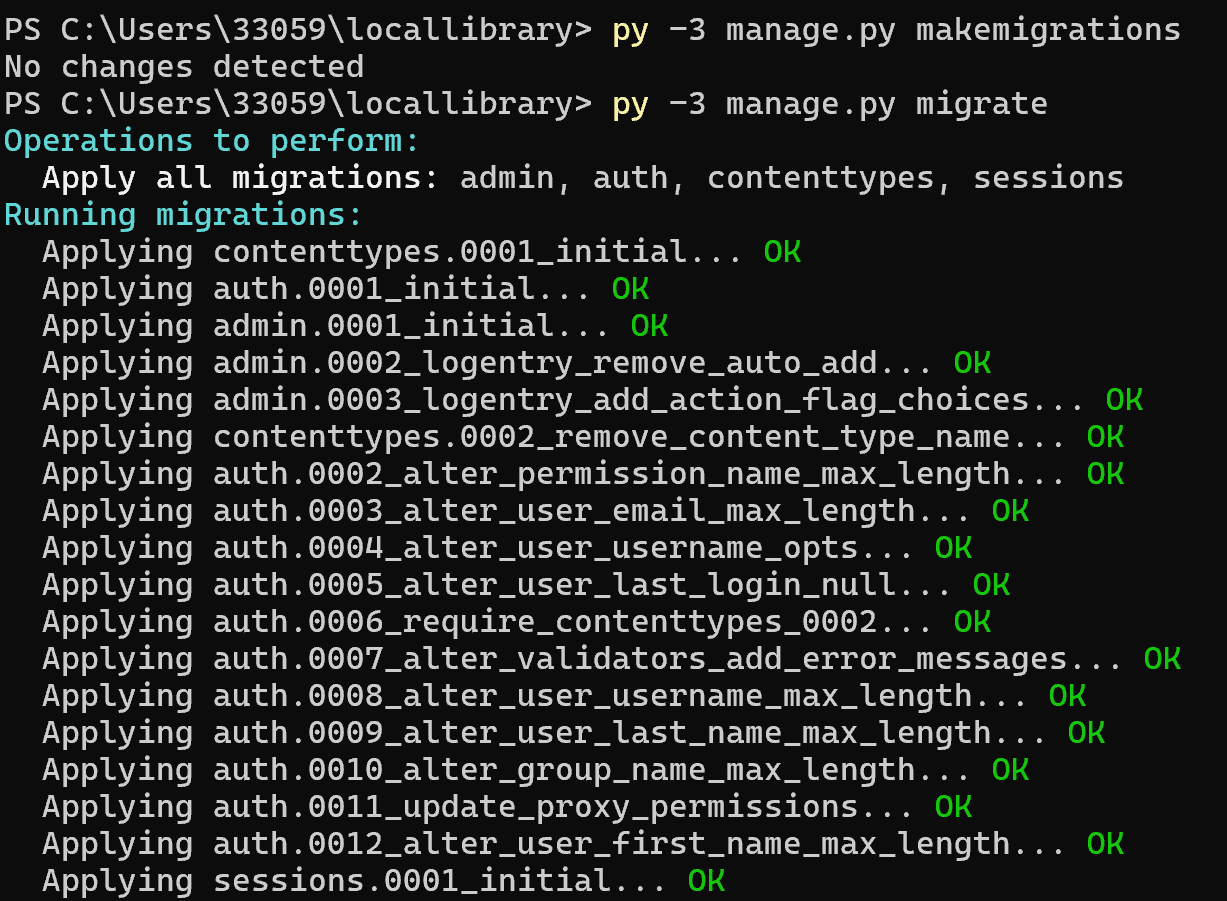 PS C:\Users\33059\locallibrary> py -3 manage.py makemigrations
No changes detected
PS C:\Users\33059\locallibrary> py -3 manage.py migrate
Operations to perform:
  Apply all migrations: admin, auth, contenttypes, sessions
Running migrations:
  Applying contenttypes.0001_initial... OK
  Applying auth.0001_initial... OK
  Applying admin.0001_initial... OK
  Applying admin.0002_logentry_remove_auto_add... OK
  Applying admin.0003_logentry_add_action_flag_choices... OK
  Applying contenttypes.0002_remove_content_type_name... OK
  Applying auth.0002_alter_permission_name_max_length... OK
  Applying auth.0003_alter_user_email_max_length... OK
  Applying auth.0004_alter_user_username_opts... OK
  Applying auth.0005_alter_user_last_login_null... OK
  Applying auth.0006_require_contenttypes_0002... OK
  Applying auth.0007_alter_validators_add_error_messages... OK
  Applying auth.0008_alter_user_username_max_length... OK
  Applying auth.0009_alter_user_last_name_max_length... OK
  Applying auth.0010_alter_group_name_max_length... OK
  Applying auth.0011_update_proxy_permissions... OK
  Applying auth.0012_alter_user_first_name_max_length... OK
  Applying sessions.0001_initial... OK